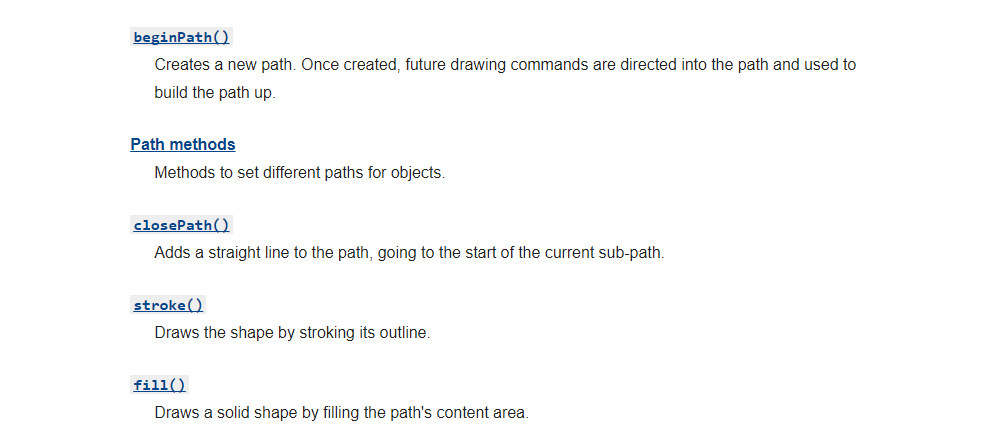 beginPath()
Creates a new path. Once created, future drawing commands are directed into the path and used to
build the path up.
Path methods
Methods to set different paths for objects.
closePath()
Adds a straight line to the path, going to the start of the current sub-path.
stroke()
Draws the shape by stroking its outline.
fill()
Draws a solid shape by filling the path's content area.